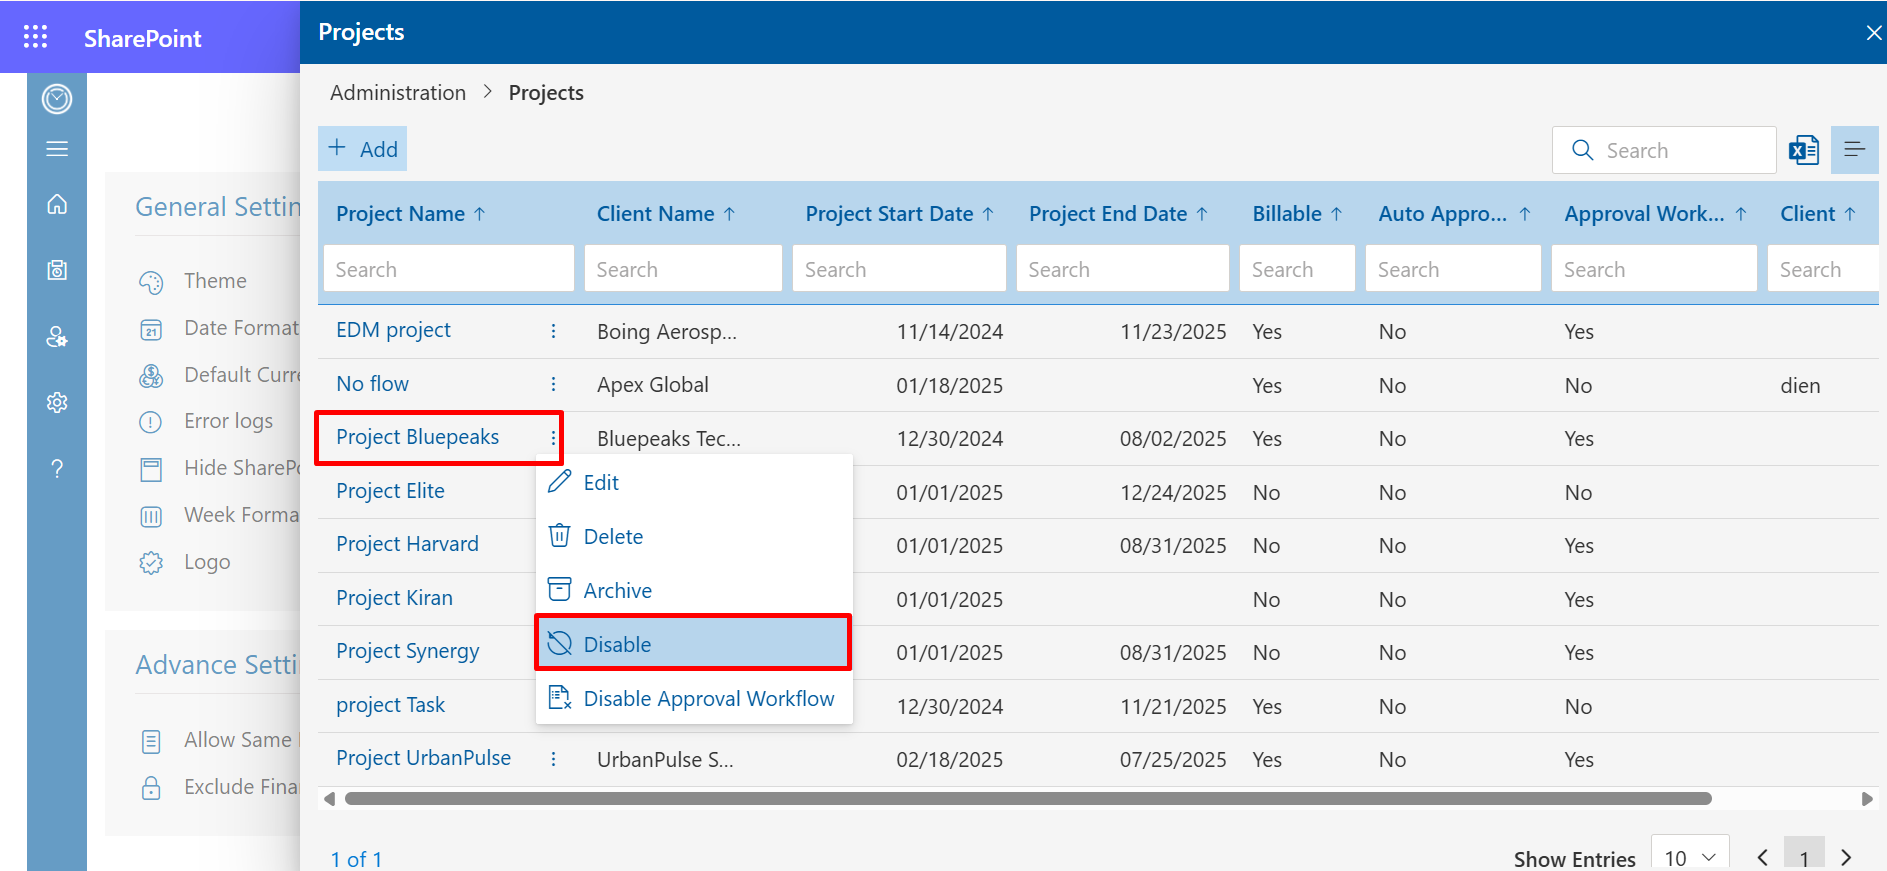 SharePoint
Projects
Administration > Projects
+ Add
Search
Project Name ↑ Client Name ↑ Project Start Date ↑ Project End Date ↑ Billable ↑ Auto Appro... ↑ Approval Work... ↑ Client ↑
Search Search Search Search Search Search Search Search
EDM project Boing Aerosp... 11/14/2024 11/23/2025 Yes No Yes
No flow Apex Global 01/18/2025 Yes No No dien
Project Bluepeaks Bluepeaks Tec... 12/30/2024 08/02/2025 Yes No Yes
Project Elite 01/01/2025 12/24/2025 No No No
Project Harvard 01/01/2025 08/31/2025 No No Yes
Project Kiran 01/01/2025 No No Yes
Project Synergy 01/01/2025 08/31/2025 No No Yes
project Task 12/30/2024 11/21/2025 Yes No No
Project UrbanPulse UrbanPulse S... 02/18/2025 07/25/2025 Yes No Yes
Edit
Delete
Archive
Disable
Disable Approval Workflow
1 of 1
Show Entries 10 1
General Settin
Theme
21
Date Format
Default Curre
Error logs
Hide SharePo
Week Forma
Logo
Advance Setti
Allow Same
Exclude Fina